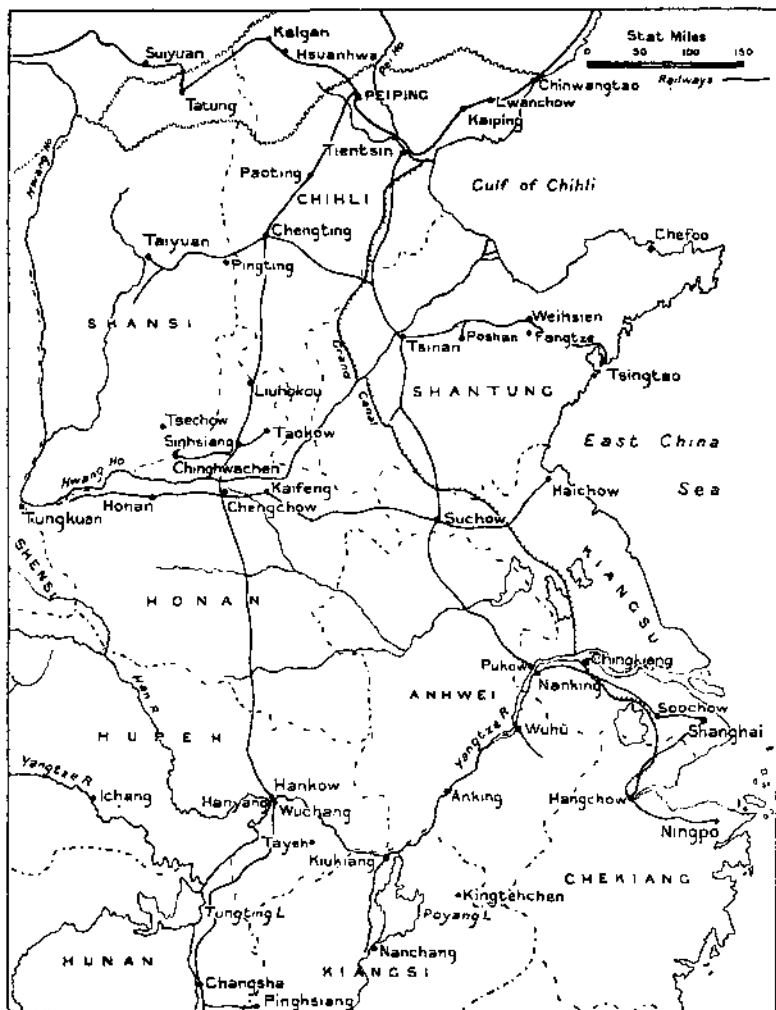 Kalgan
Suiyuan
Hsuanhwa
Pei Ho
Stat Miles
0 50 100 150
Railways
Tatung
PEIPING
Chinwangtao
Lwanchow
Kaiping
Hwang Ho
Tientsin
Paoting
CHIHLI
Gulf of Chihli
Taiyuan
Chengting
Pingting
Chefoo
SHANSI
Weihsien
Tsinan
Poshan
Fangtze
Grand Canal
SHANTUNG
Tsingtao
Liuhokou
Tsechow
Taokow
Sinhsiang
East China Sea
Hwang Ho
Chinghwachen
Tungkuan
Honan
Kaifeng
Chengchow
Haichow
Suchow
SHENSI
HONAN
KIANGSU
Han R
Pukow
Chingkiang
ANHWEI
Nanking
HUPEH
Soochow
Yangtze R
Wuhu
Shanghai
Yangtze R
Ichang
Hankow
Hanyang
Wuchang
Anking
Hangchow
Tayeh
Ningpo
Kiukiang
CHEKIANG
Kingtehchen
Tungting L
Poyang L
HUNAN
Nanchang
KIANGSI
Changsha
Pinghsiang